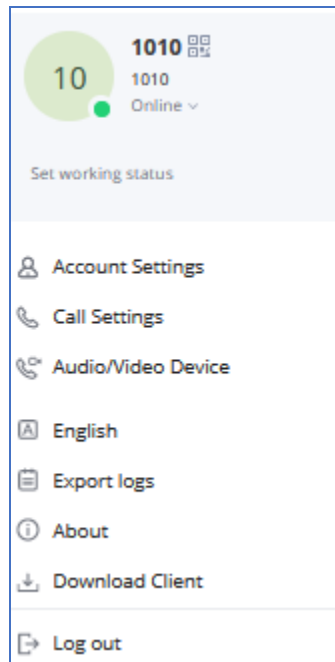 10
1010
1010
Online
Set working status
Account Settings
Call Settings
Audio/Video Device
A English
Export logs
About
Download Client
Log out